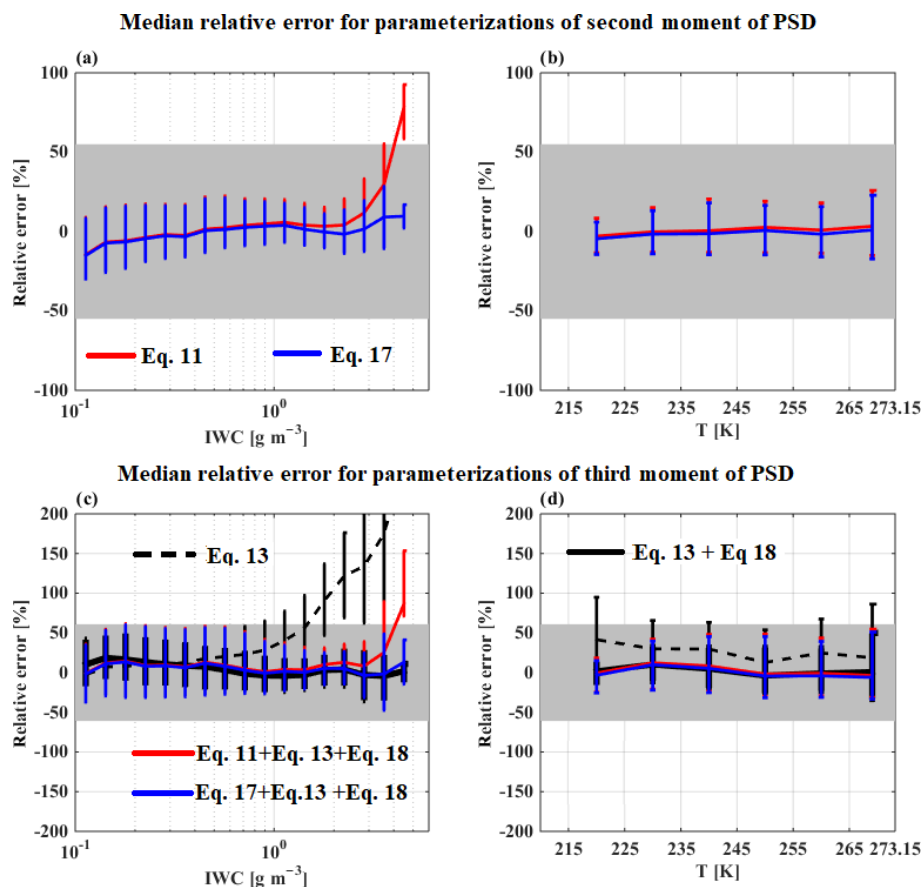 Median relative error for parameterizations of second moment of PSD
(a)
(b)
100
50
0
-50
-100
Relative error [%]
Eq. 11
Eq. 17
10⁻¹
10⁰
IWC [g m⁻³]
100
50
0
-50
-100
Relative error [%]
215 225 235 245 255 265 273.15
T [K]
Median relative error for parameterizations of third moment of PSD
(c)
(d)
200
150
100
50
0
-50
-100
-150
-200
Relative error [%]
Eq. 13
Eq. 11+Eq. 13+Eq. 18
Eq. 17+Eq.13 +Eq. 18
10⁻¹
10⁰
IWC [g m⁻³]
200
150
100
50
0
-50
-100
-150
-200
Relative error [%]
Eq. 13 + Eq 18
215 225 235 245 255 265 273.15
T [K]